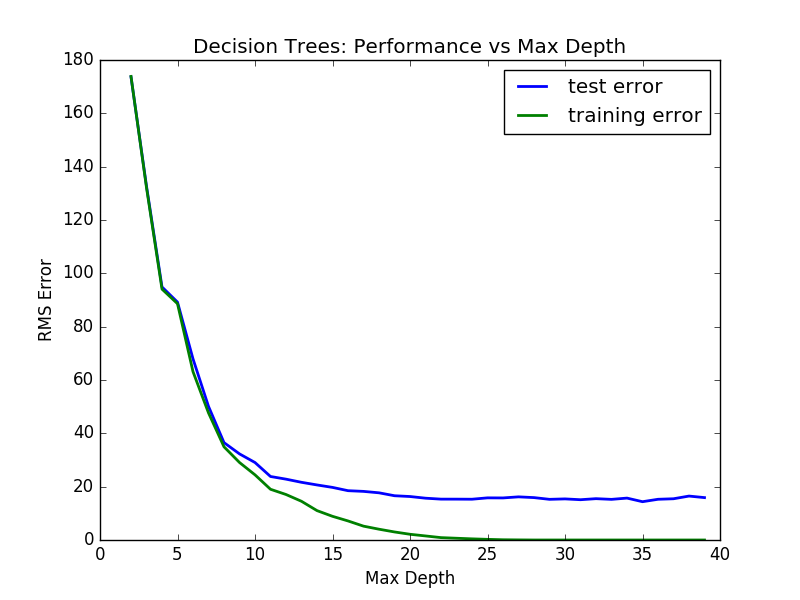 Decision Trees: Performance vs Max Depth
test error
training error
RMS Error
180
160
140
120
100
80
60
40
20
0
0 5 10 15 20 25 30 35 40
Max Depth